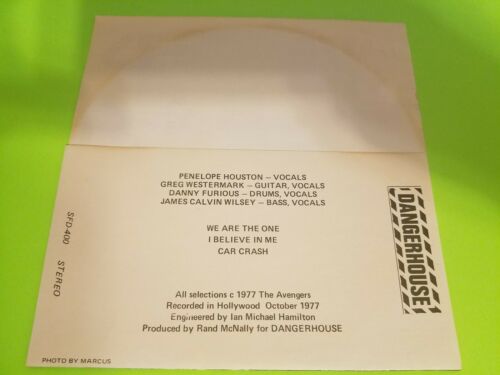 PENELOPE HOUSTON — VOCALS
GREG WESTERMARK — GUITAR, VOCALS
DANNY FURIOUS — DRUMS, VOCALS
JAMES CALVIN WILSEY — BASS, VOCALS
WE ARE THE ONE
I BELIEVE IN ME
CAR CRASH
All selections c 1977 The Avengers
Recorded in Hollywood October 1977
Engineered by Ian Michael Hamilton
Produced by Rand McNally for DANGERHOUSE
SFD-400 STEREO
DANGERHOUSE
PHOTO BY MARCUS